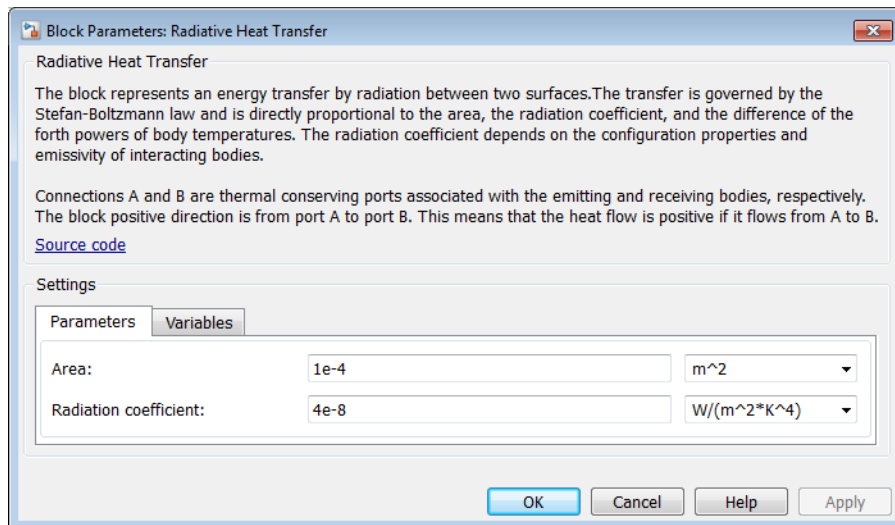 Block Parameters: Radiative Heat Transfer
Radiative Heat Transfer
The block represents an energy transfer by radiation between two surfaces.The transfer is governed by the
Stefan-Boltzmann law and is directly proportional to the area, the radiation coefficient, and the difference of the
forth powers of body temperatures. The radiation coefficient depends on the configuration properties and
emissivity of interacting bodies.
Connections A and B are thermal conserving ports associated with the emitting and receiving bodies, respectively.
The block positive direction is from port A to port B. This means that the heat flow is positive if it flows from A to B.
Source code
Settings
Parameters Variables
Area: 1e-4 m^2
Radiation coefficient: 4e-8 W/(m^2*K^4)
OK Cancel Help Apply